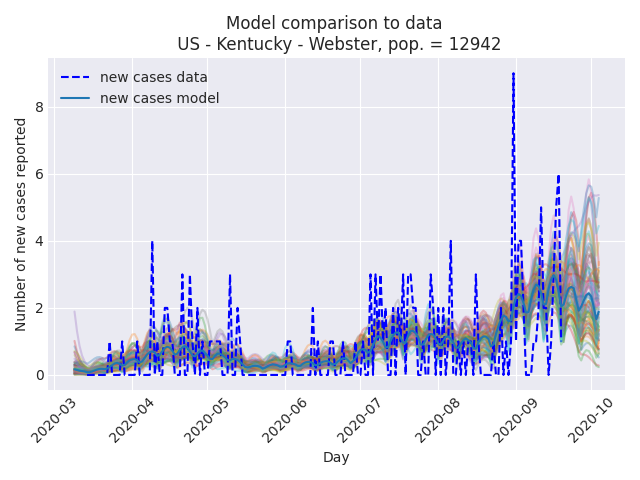 Model comparison to data
US - Kentucky - Webster, pop. = 12942
new cases data
new cases model
Number of new cases reported
8
6
4
2
0
2020-03
2020-04
2020-05
2020-06
2020-07
2020-08
2020-09
2020-10
Day